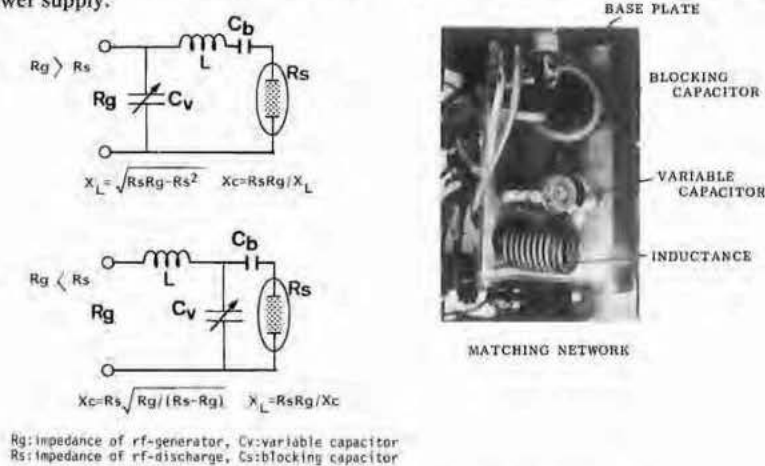 wer supply.
Rg > Rs
L
Cb
Rs
Rg
Cv
XL=√RsRg-Rs² Xc=RsRg/XL
Rg < Rs
L
Cb
Rs
Rg
Cv
Xc=Rs√Rg/(Rs-Rg) XL=RsRg/Xc
Rg:impedance of rf-generator, Cv:variable capacitor
Rs:impedance of rf-discharge, Cs:blocking capacitor
BASE PLATE
BLOCKING
CAPACITOR
VARIABLE
CAPACITOR
INDUCTANCE
MATCHING NETWORK